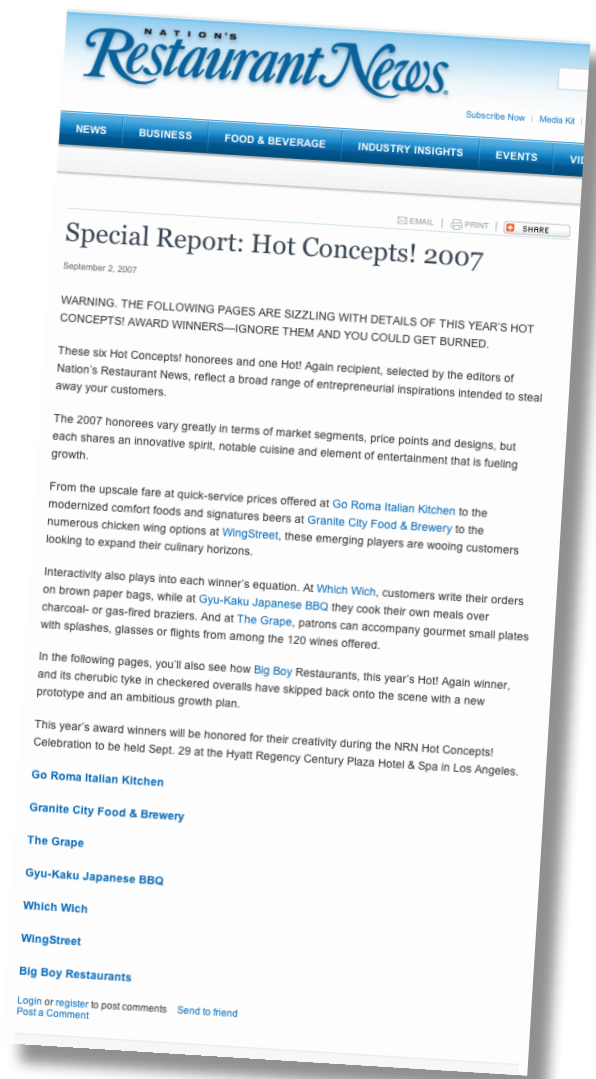 NATION'S
Restaurant News.
Subscribe Now | Media Kit |
NEWS BUSINESS FOOD & BEVERAGE INDUSTRY INSIGHTS EVENTS
EMAIL | PRINT | SHARE
Special Report: Hot Concepts! 2007
September 2, 2007
WARNING. THE FOLLOWING PAGES ARE SIZZLING WITH DETAILS OF THIS YEAR'S HOT
CONCEPTS! AWARD WINNERS—IGNORE THEM AND YOU COULD GET BURNED.
These six Hot Concepts! honorees and one Hot! Again recipient, selected by the editors of
Nation's Restaurant News, reflect a broad range of entrepreneurial inspirations intended to steal
away your customers.
The 2007 honorees vary greatly in terms of market segments, price points and designs, but
each shares an innovative spirit, notable cuisine and element of entertainment that is fueling
growth.
From the upscale fare at quick-service prices offered at Go Roma Italian Kitchen to the
modernized comfort foods and signatures beers at Granite City Food & Brewery to the
numerous chicken wing options at WingStreet, these emerging players are wooing customers
looking to expand their culinary horizons.
Interactivity also plays into each winner's equation. At Which Wich, customers write their orders
on brown paper bags, while at Gyu-Kaku Japanese BBQ they cook their own meals over
charcoal- or gas-fired braziers. And at The Grape, patrons can accompany gourmet small plates
with splashes, glasses or flights from among the 120 wines offered.
In the following pages, you'll also see how Big Boy Restaurants, this year's Hot! Again winner,
and its cherubic tyke in checkered overalls have skipped back onto the scene with a new
prototype and an ambitious growth plan.
This year's award winners will be honored for their creativity during the NRN Hot Concepts!
Celebration to be held Sept. 29 at the Hyatt Regency Century Plaza Hotel & Spa in Los Angeles.
Go Roma Italian Kitchen
Granite City Food & Brewery
The Grape
Gyu-Kaku Japanese BBQ
Which Wich
WingStreet
Big Boy Restaurants
Login or register to post comments Send to friend
Post a Comment